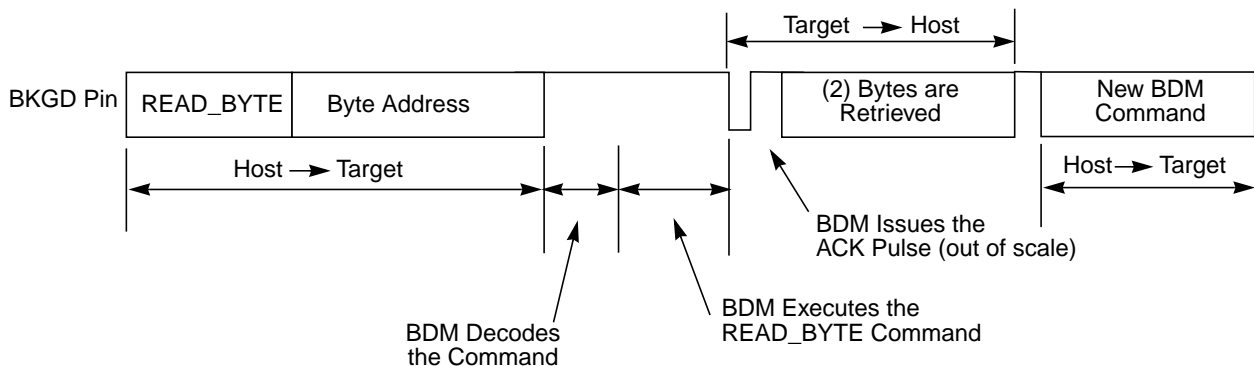 Target → Host
BKGD Pin
READ_BYTE
Byte Address
(2) Bytes are
Retrieved
New BDM
Command
Host → Target
Host → Target
BDM Issues the
ACK Pulse (out of scale)
BDM Decodes
the Command
BDM Executes the
READ_BYTE Command